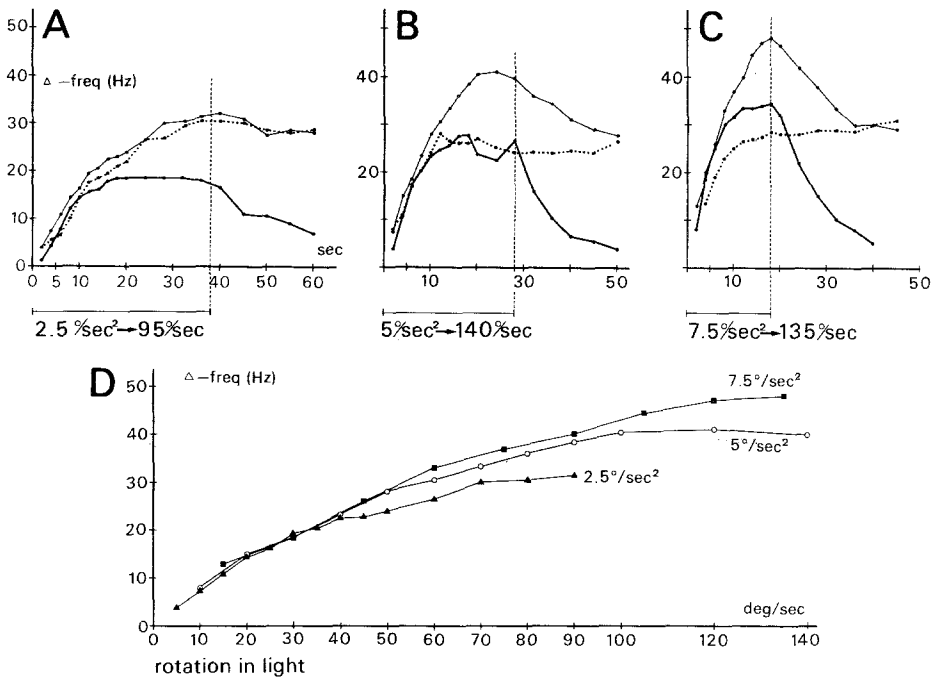 A B C
50
40
30
20
10
0
Δ –freq (Hz)
sec
0 5 10 20 30 40 50 60
2.5°/sec²→95°/sec
40
20
10 30 50
5°/sec²→140°/sec
40
20
10 30 50
7.5°/sec²→135°/sec
D
Δ –freq (Hz)
50
40
30
20
10
0
7.5°/sec²
5°/sec²
2.5°/sec²
deg/sec
0 10 20 30 40 50 60 70 80 90 100 120 140
rotation in light